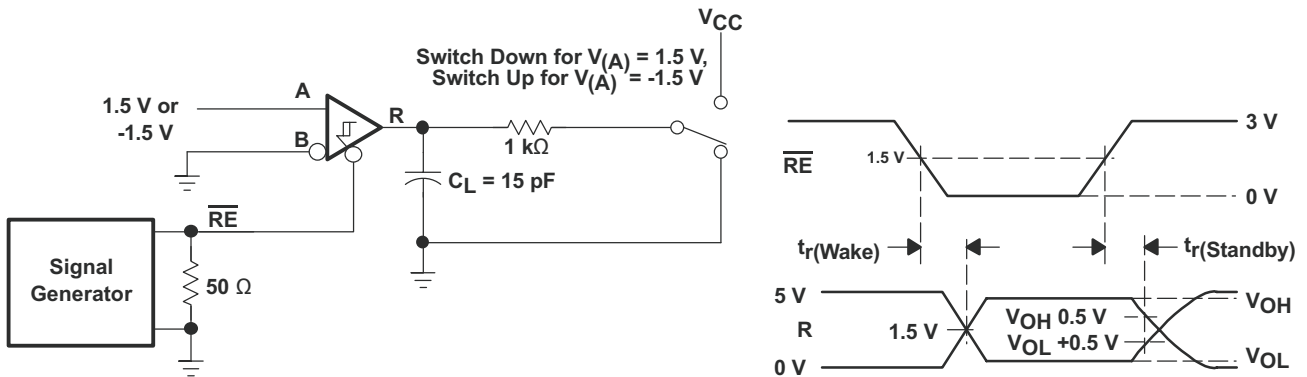 VCC
Switch Down for V(A) = 1.5 V,
Switch Up for V(A) = -1.5 V
1.5 V or
-1.5 V
A
B
R
1 kΩ
CL = 15 pF
RE
Signal
Generator
50 Ω
RE
1.5 V
3 V
0 V
tr(Wake)
tr(Standby)
5 V
R
0 V
1.5 V
VOH 0.5 V
VOL +0.5 V
VOH
VOL